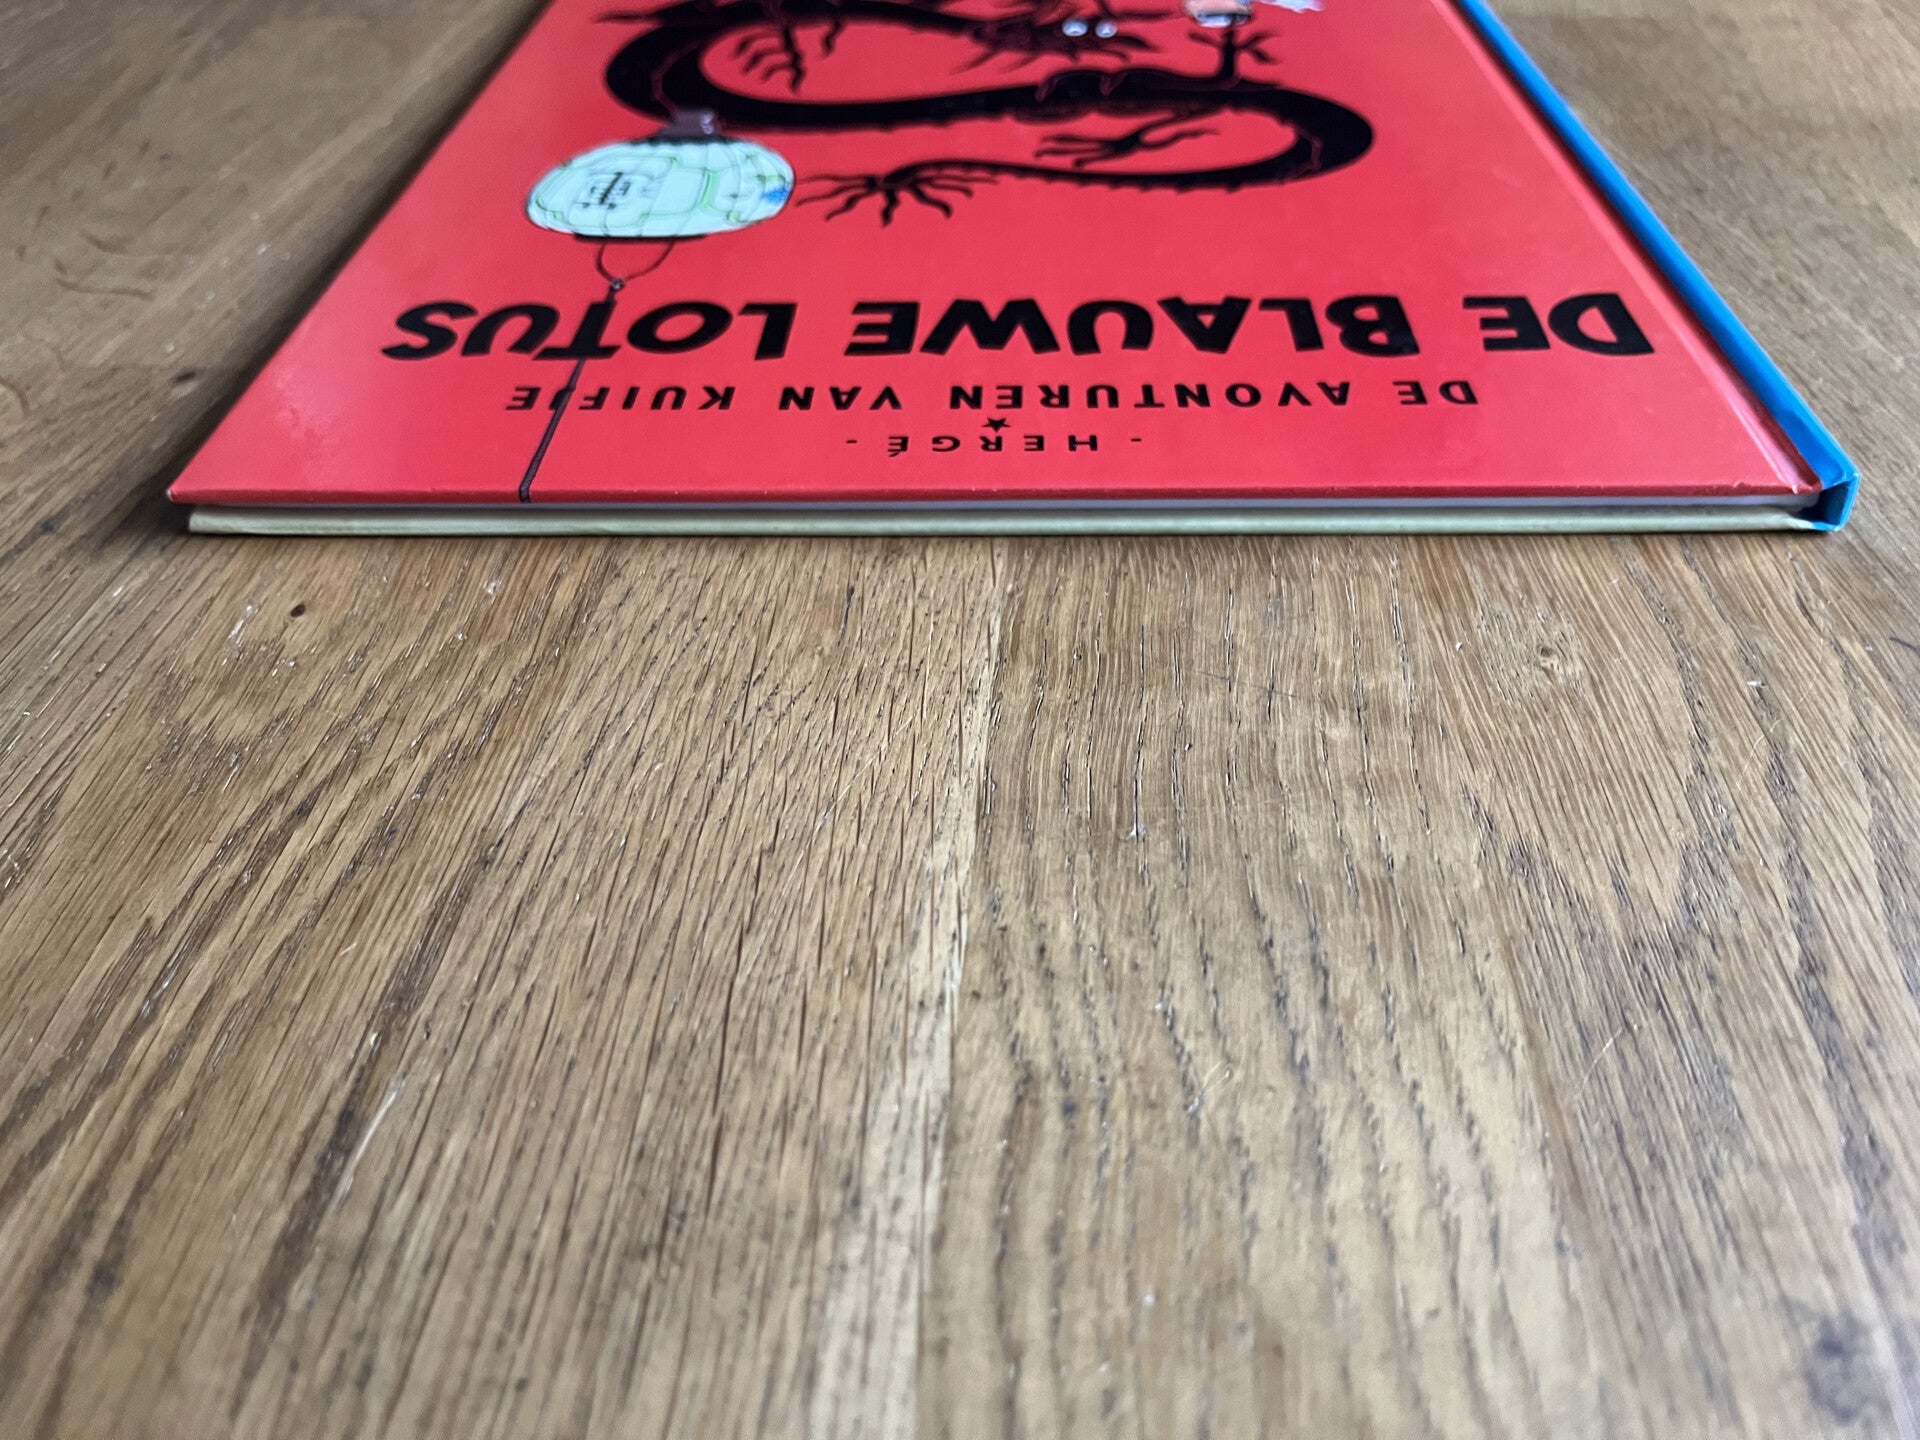 - HERGÉ -
★
DE AVONTUREN VAN KUIFJE
DE BLAUWE LOTUS